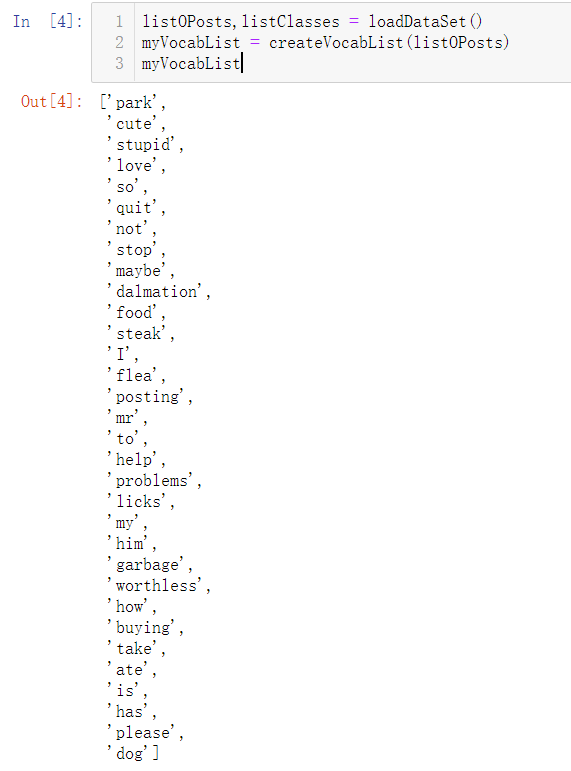 In [4]:
1 listOPosts,listClasses = loadDataSet()
2 myVocabList = createVocabList(listOPosts)
3 myVocabList
Out[4]: ['park',
'cute',
'stupid',
'love',
'so',
'quit',
'not',
'stop',
'maybe',
'dalmation',
'food',
'steak',
'I',
'flea',
'posting',
'mr',
'to',
'help',
'problems',
'licks',
'my',
'him',
'garbage',
'worthless',
'how',
'buying',
'take',
'ate',
'is',
'has',
'please',
'dog']